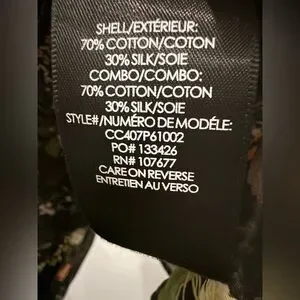 SHELL/EXTÉRIEUR:
70% COTTON/COTON
30% SILK/SOIE
COMBO/COMBO:
70% COTTON/COTON
30% SILK/SOIE
STYLE#/NUMÉRO DE MODÉLE:
CC407P61002
PO# 133426
RN# 107677
CARE ON REVERSE
ENTRETIEN AU VERSO